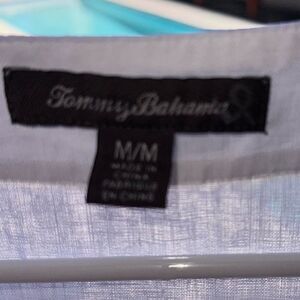 Tommy Bahama
M/M
MADE IN
CHINA
FABRIQUÉ
EN CHINE